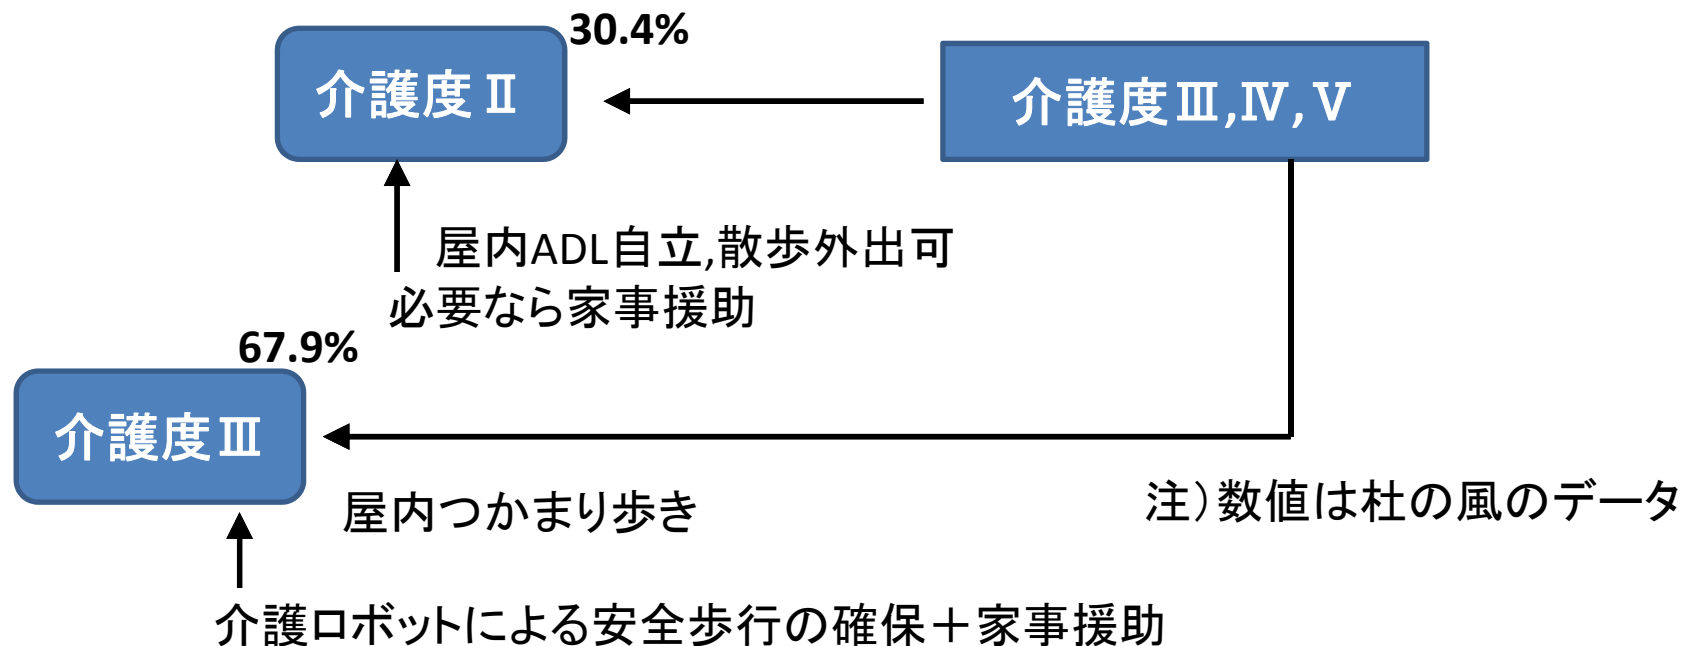 30.4%
介護度Ⅱ
介護度Ⅲ,Ⅳ,Ⅴ
屋内ADL自立,散歩外出可
必要なら家事援助
67.9%
介護度Ⅲ
屋内つかまり歩き
注）数値は杜の風のデータ
介護ロボットによる安全歩行の確保＋家事援助